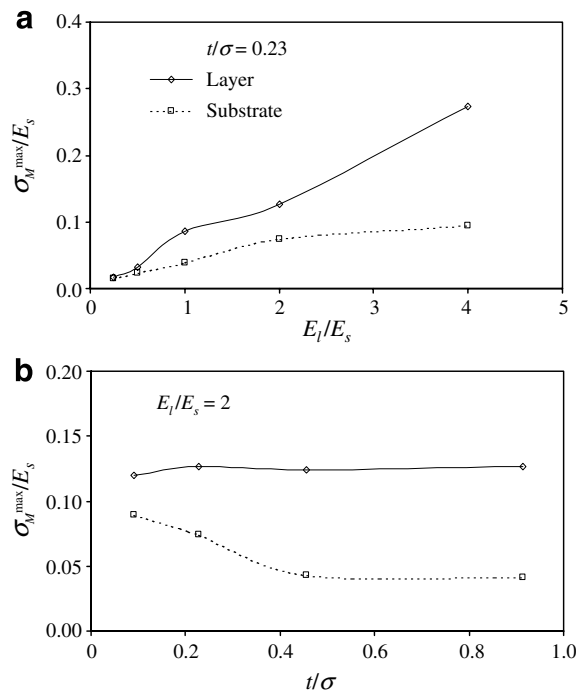 a
0.4
0.3
0.2
0.1
0.0
σ_M^max/E_s
t/σ = 0.23
Layer
Substrate
0 1 2 3 4 5
E_l/E_s
b
0.20
0.15
0.10
0.05
0.00
σ_M^max/E_s
E_l/E_s = 2
0 0.2 0.4 0.6 0.8 1.0
t/σ